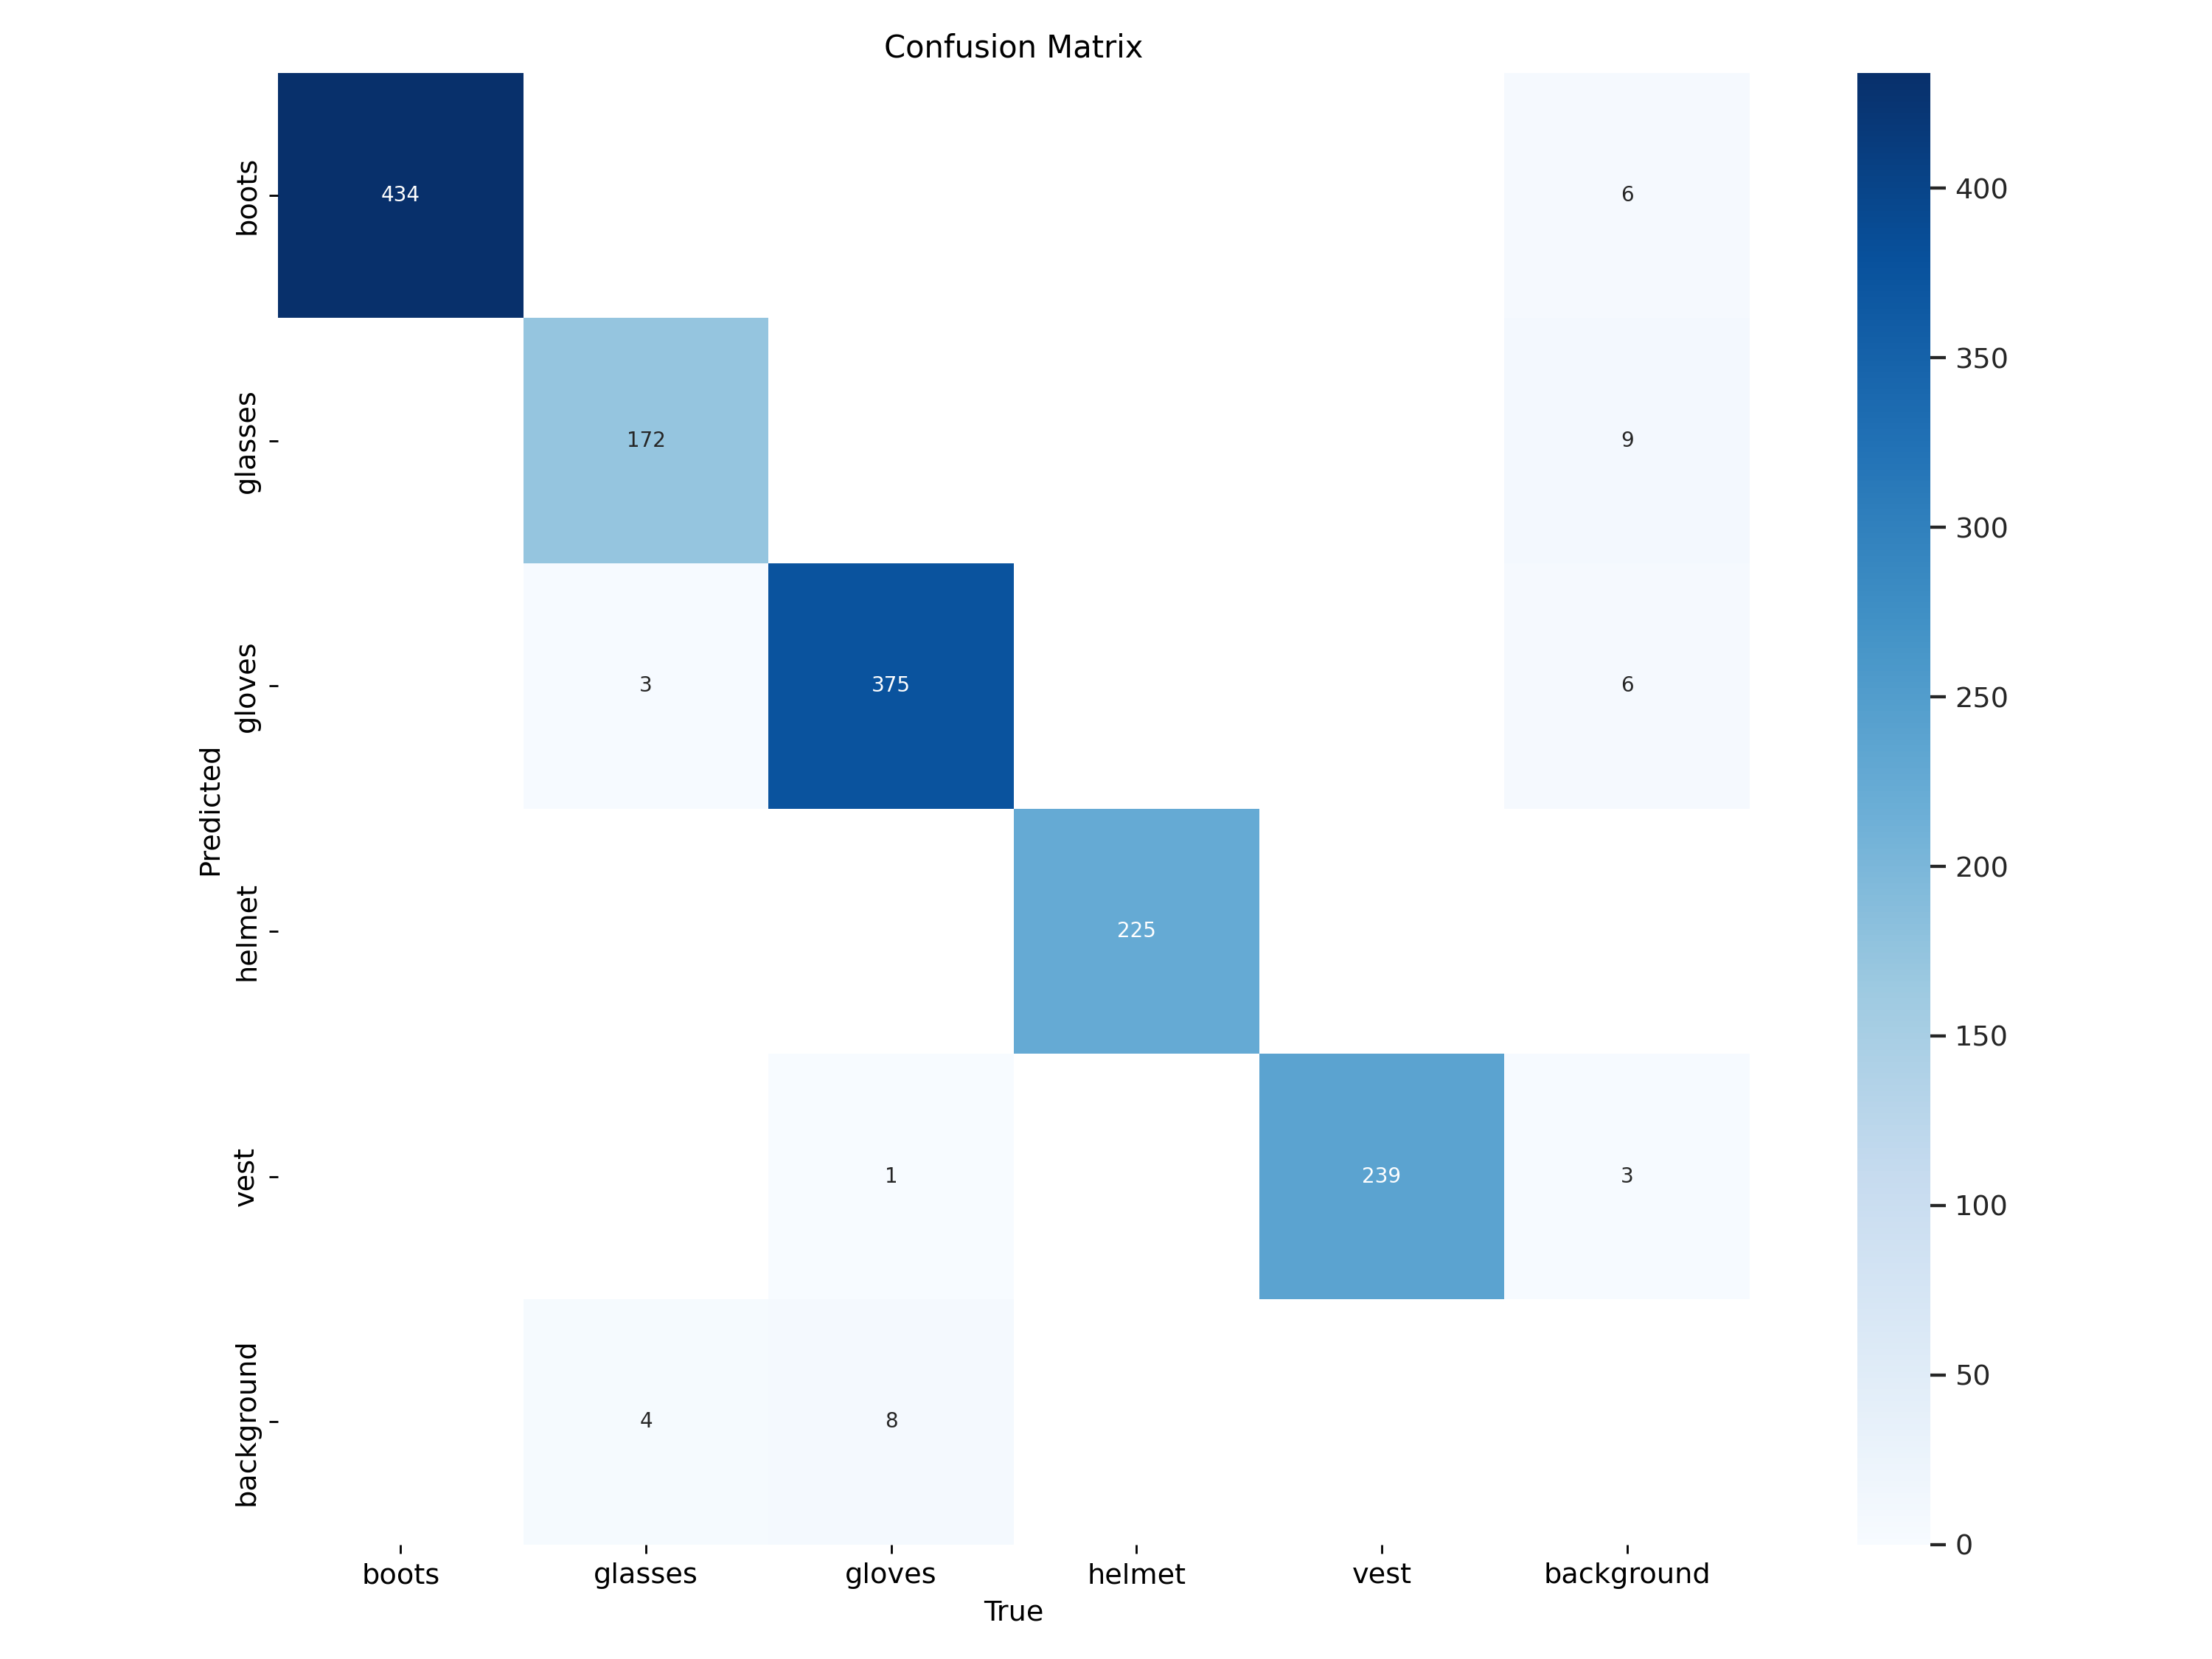 Confusion Matrix
boots
434
6
400
glasses
172
9
350
300
gloves
3
375
6
250
Predicted
helmet
225
200
150
vest
1
239
3
100
background
4
8
50
0
boots glasses gloves helmet vest background
True